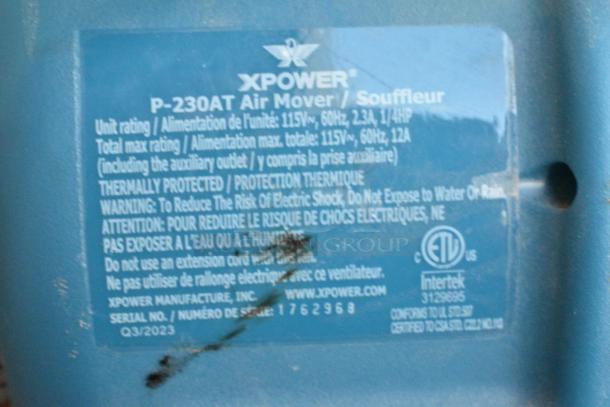 XPOWER®
P-230AT Air Mover / Souffleur
Unit rating / Alimentation de l'unité: 115V~, 60Hz, 2.3A, 1/4HP
Total max rating / Alimentation max. totale: 115V~, 60Hz, 12A
(including the auxiliary outlet / y compris la prise auxiliaire)
THERMALLY PROTECTED / PROTECTION THERMIQUE
WARNING: To Reduce The Risk Of Electric Shock, Do Not Expose to Water Or Rain.
ATTENTION: POUR REDUIRE LE RISQUE DE CHOCS ELECTRIQUES, NE
PAS EXPOSER A L'EAU OU A
GROUP
Do not use an extension cord with
Ne pas utiliser de rallonge electrique avec ce ventilateur.
XPOWER MANUFACTURE, INC. WWW.XPOWER.COM
SERIAL NO. / NUMÉRO DE SÉRIE: 1762968
Q3/2023
C ETL US
Intertek
3129695
CONFORMS TO UL STD.507
CERTIFIED TO CSA STD. C22.2 NO.113